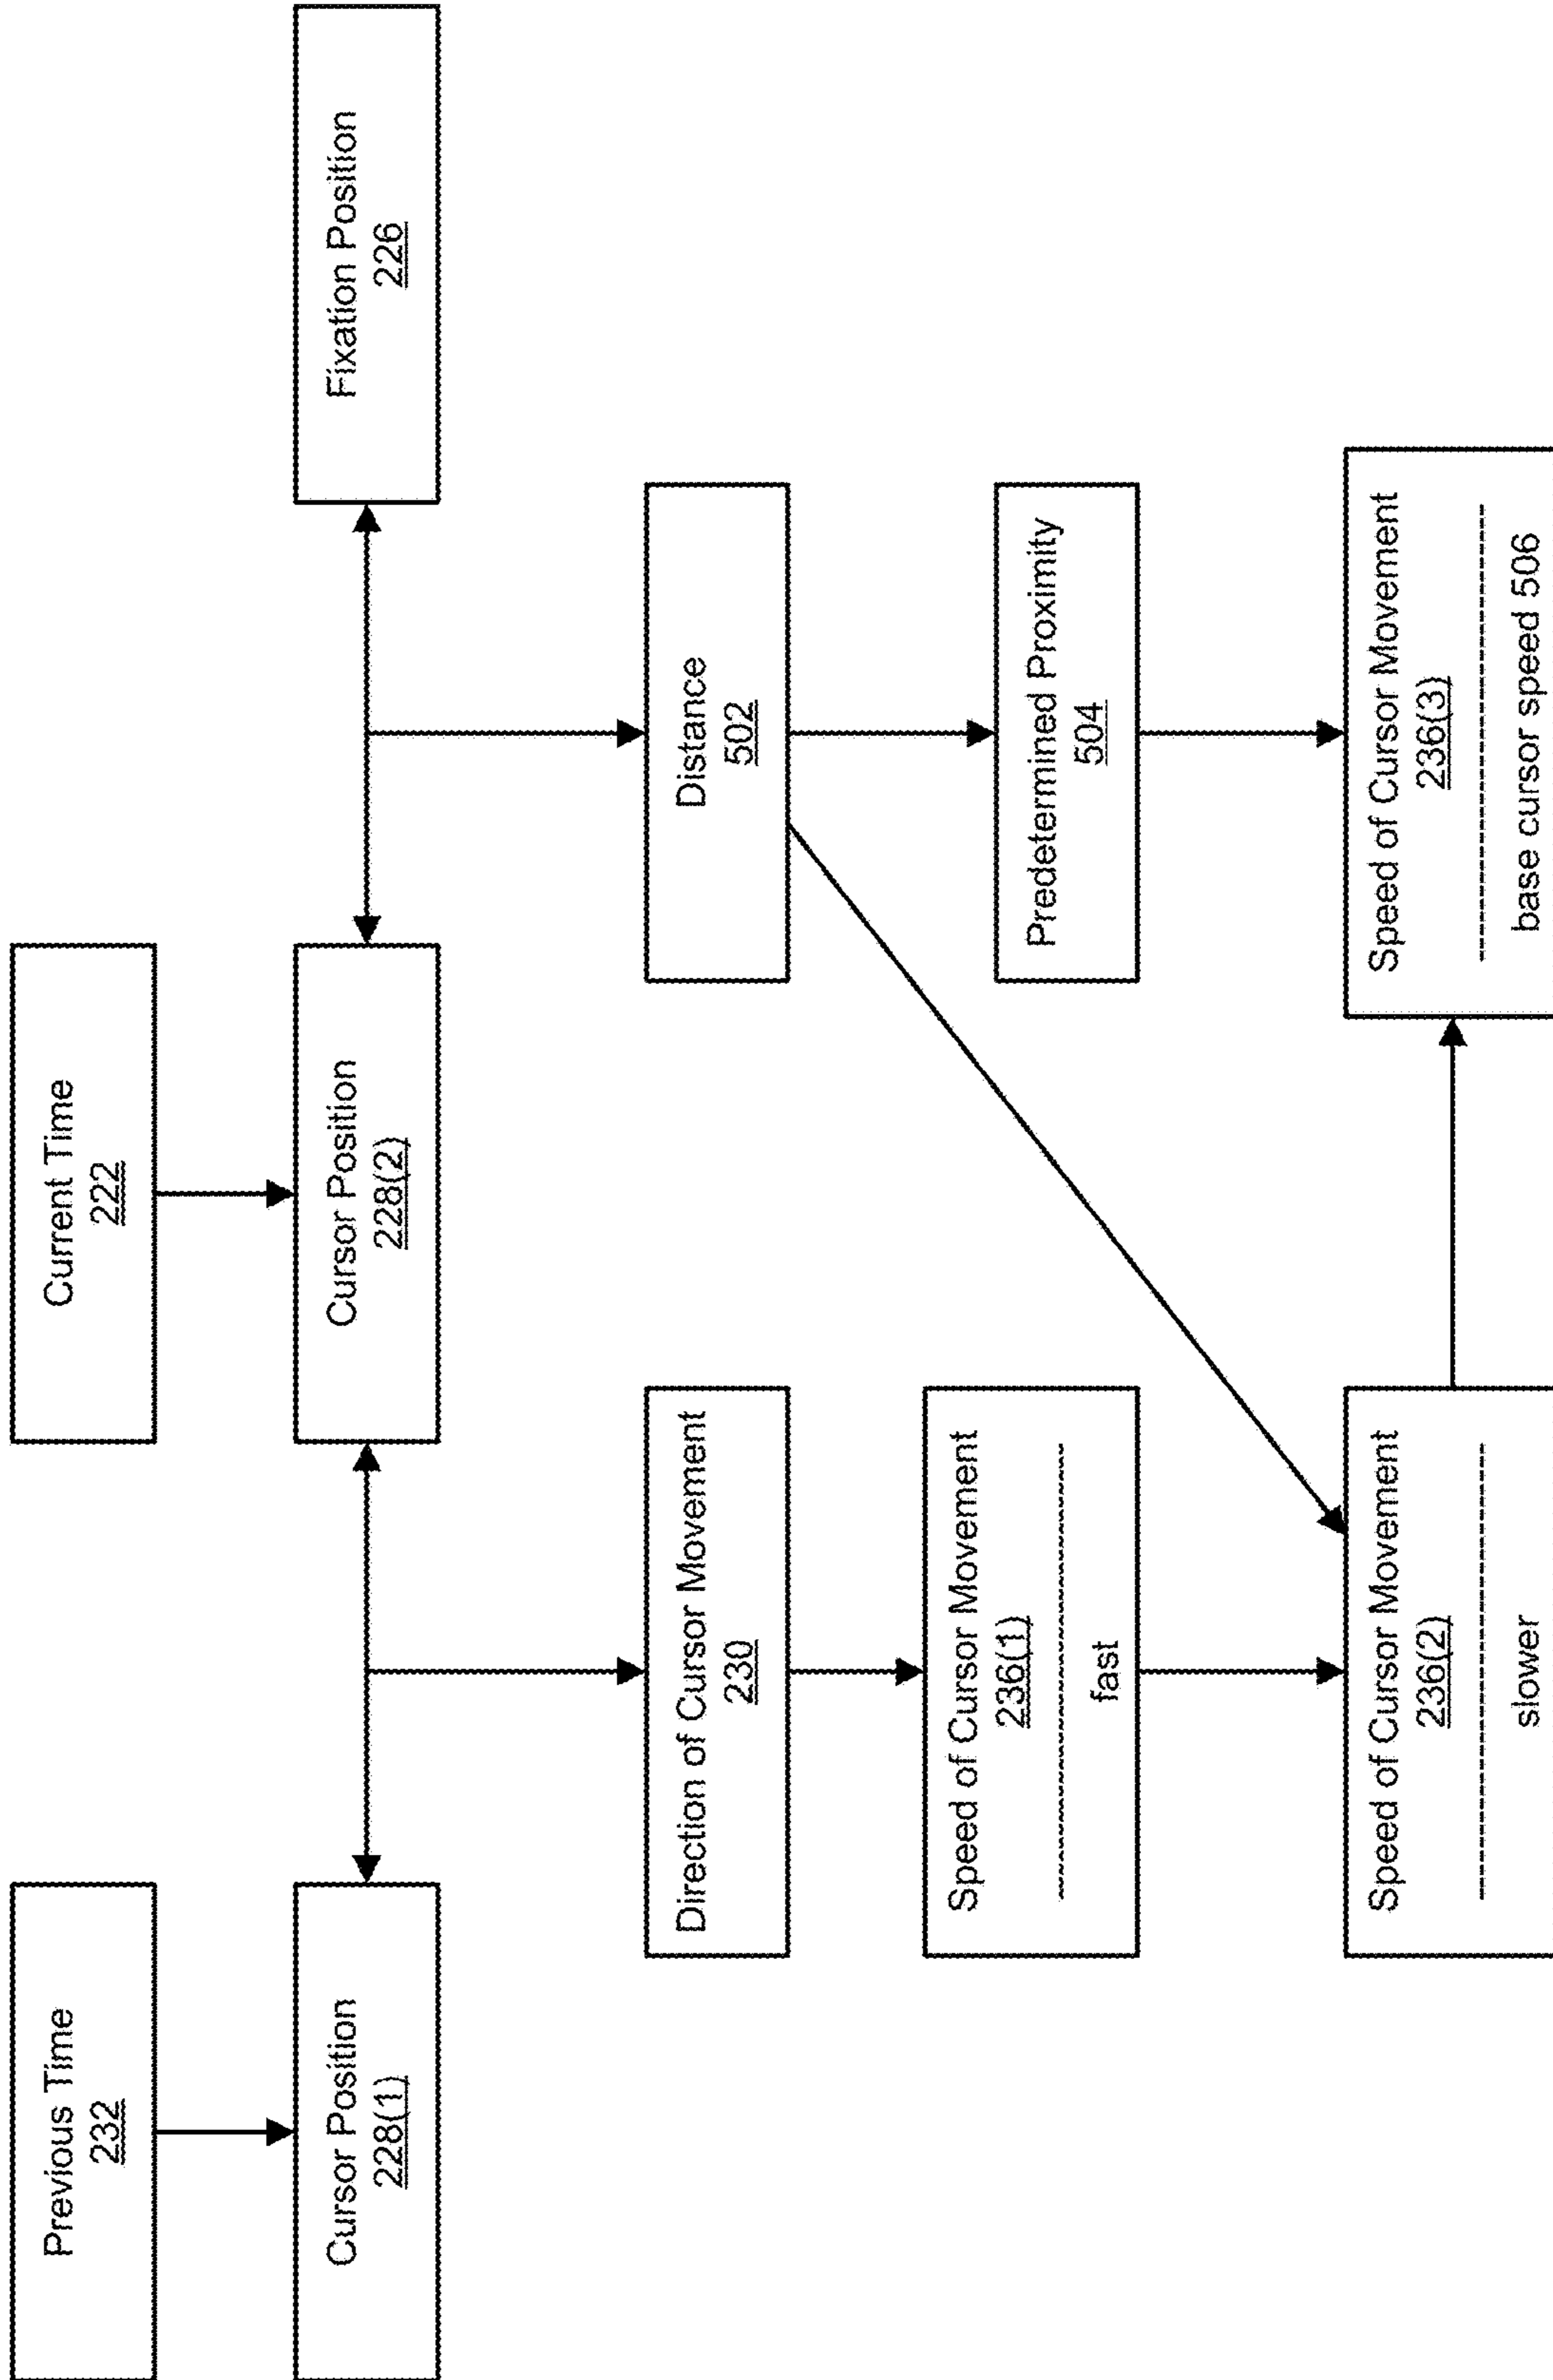 Previous Time
232
Current Time
222
Cursor Position
228(1)
Cursor Position
228(2)
Fixation Position
226
Direction of Cursor Movement
230
Distance
502
Speed of Cursor Movement
236(1)
fast
Predetermined Proximity
504
Speed of Cursor Movement
236(2)
slower
Speed of Cursor Movement
236(3)
base cursor speed 506